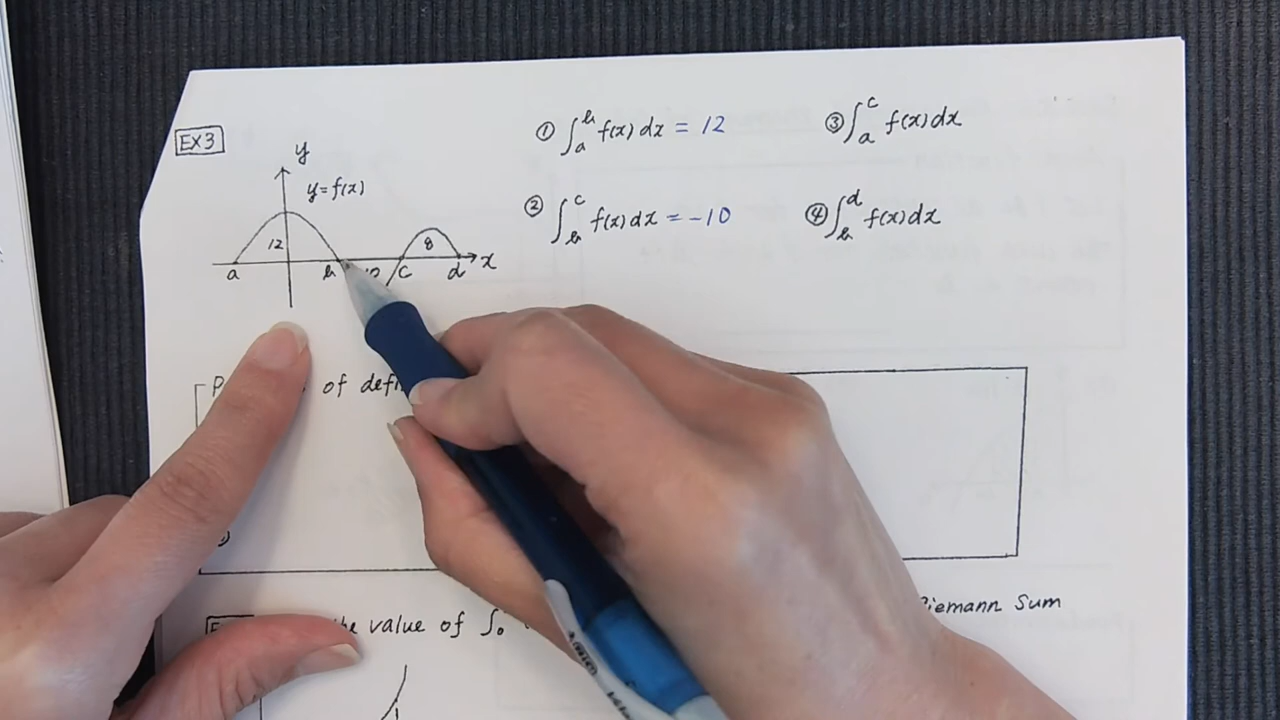 EX3
① ∫_a^b f(x)dx = 12
③ ∫_a^c f(x)dx
② ∫_b^c f(x)dx = -10
④ ∫_b^d f(x)dx
y
y=f(x)
12
8
a
b
c
d
x
of
the value of ∫₀
Riemann Sum